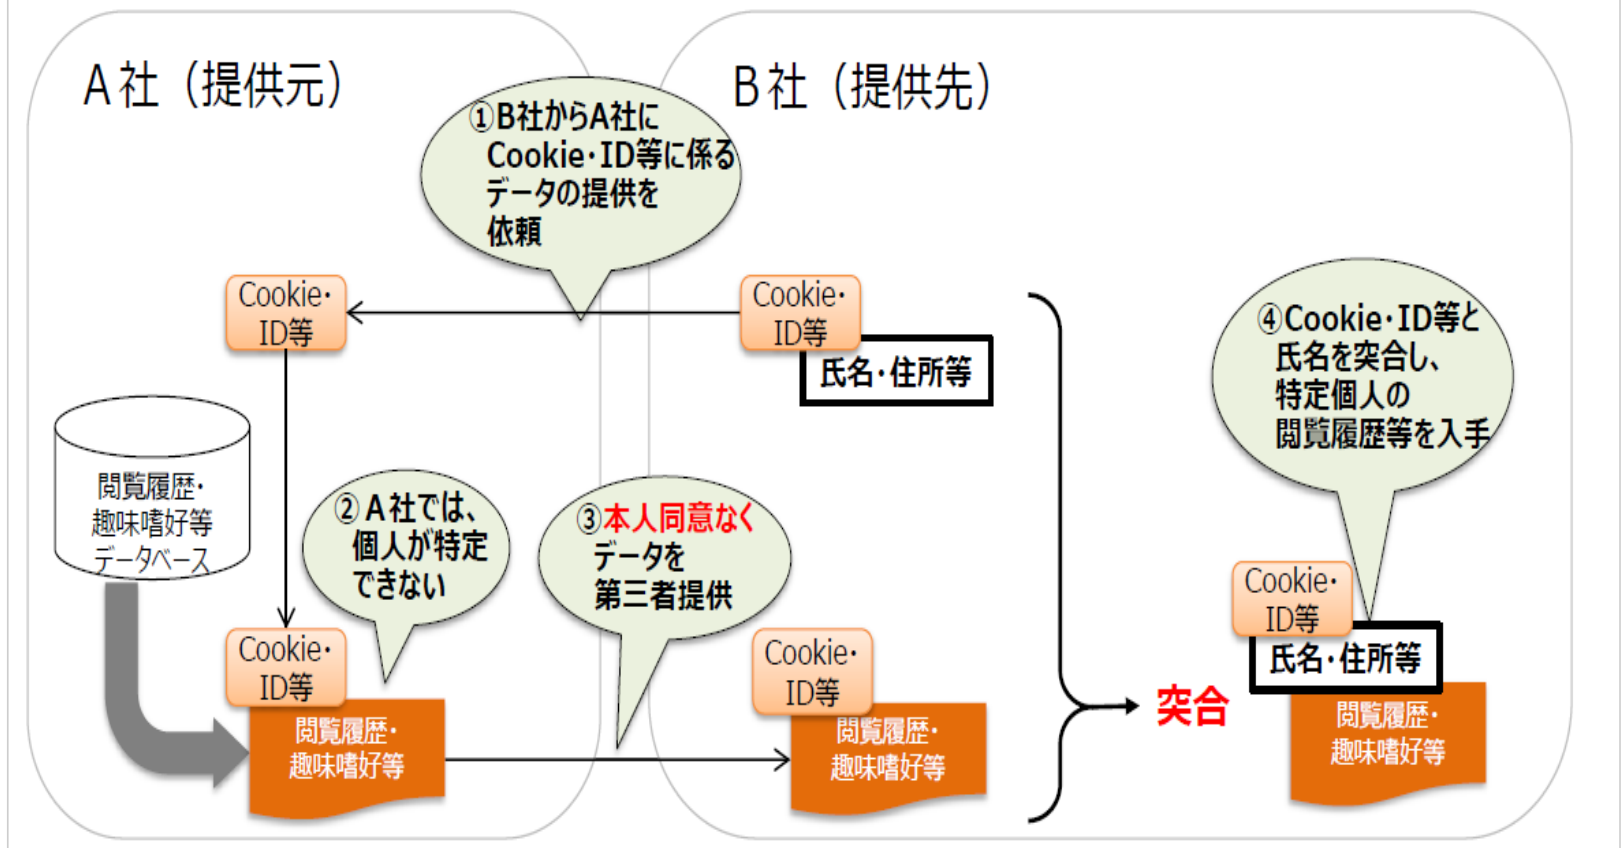 A社（提供元）
B社（提供先）
①B社からA社に
Cookie・ID等に係る
データの提供を
依頼
Cookie・
ID等
Cookie・
ID等
氏名・住所等
閲覧履歴・
趣味嗜好等
データベース
②A社では、
個人が特定
できない
③本人同意なく
データを
第三者提供
④Cookie・ID等と
氏名を突合し、
特定個人の
閲覧履歴等を入手
Cookie・
ID等
閲覧履歴・
趣味嗜好等
Cookie・
ID等
閲覧履歴・
趣味嗜好等
突合
Cookie・
ID等
氏名・住所等
閲覧履歴・
趣味嗜好等